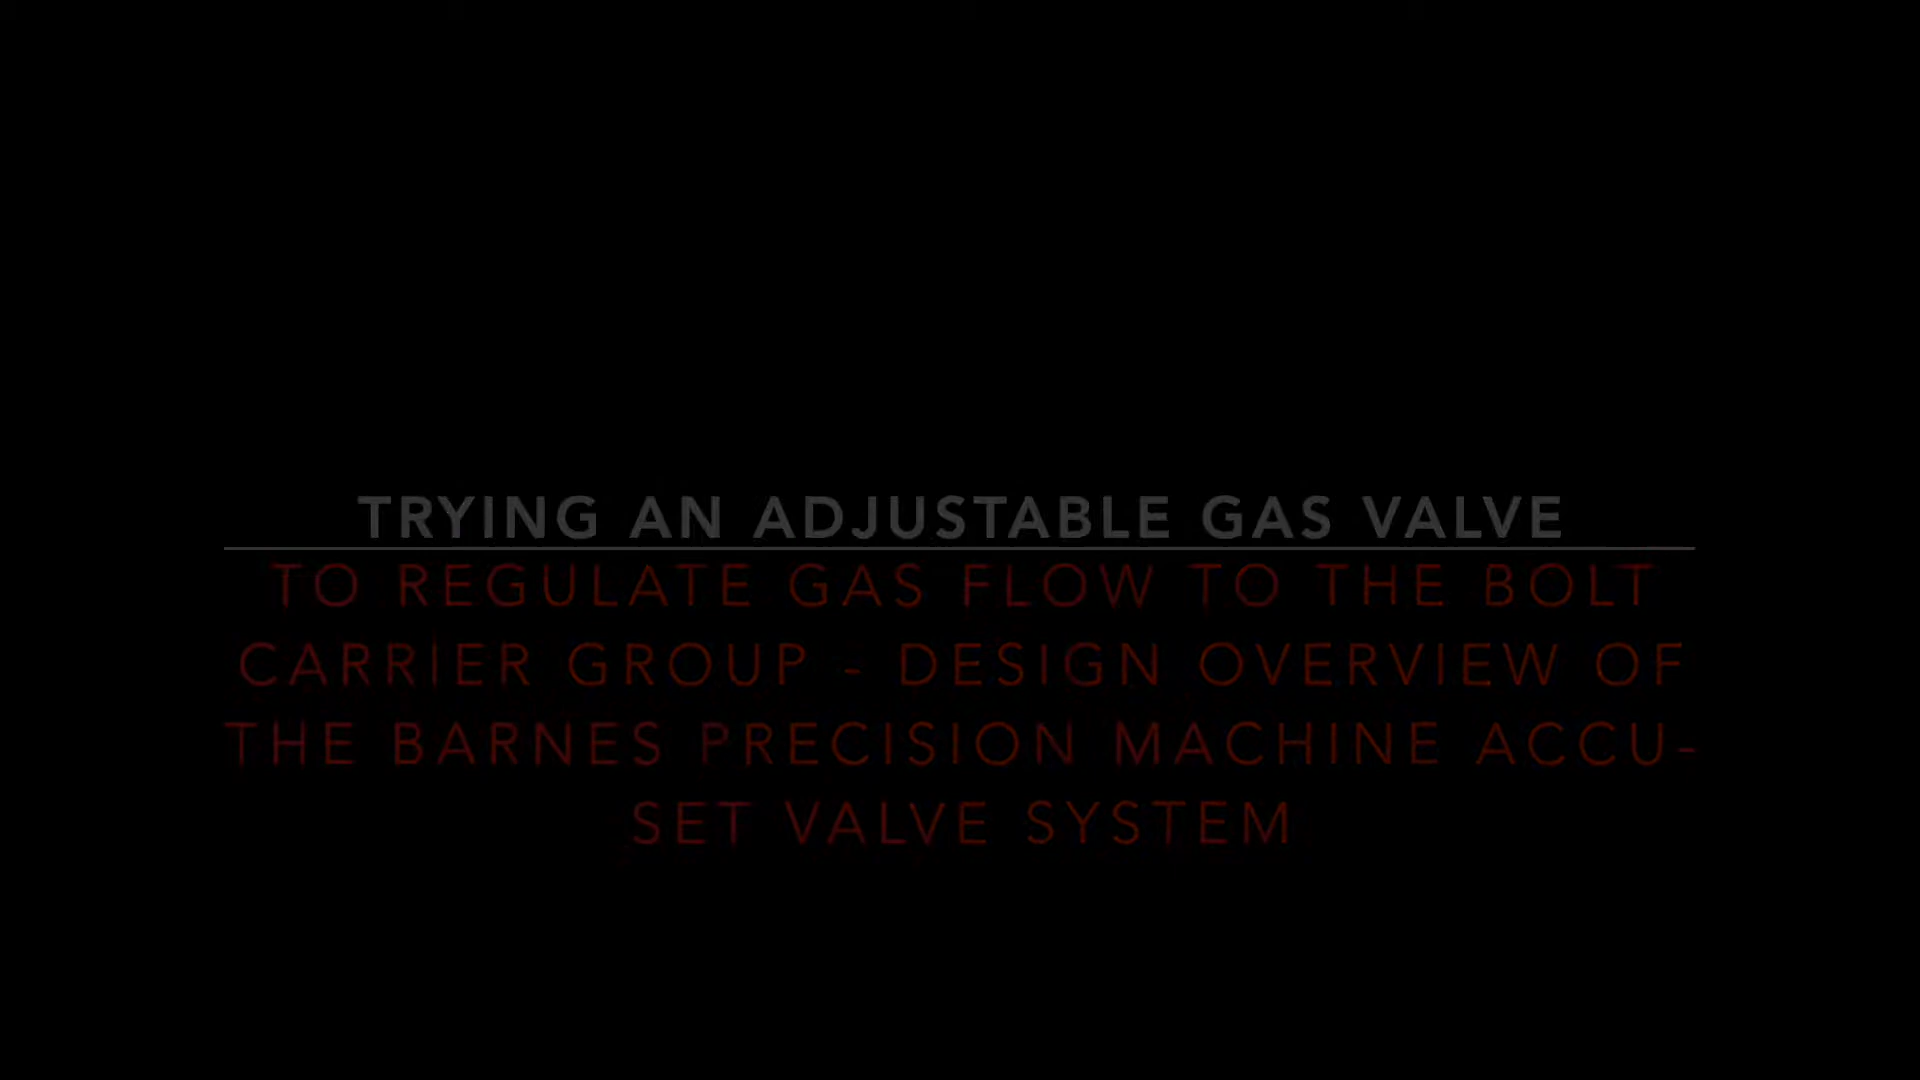 TRYING AN ADJUSTABLE GAS VALVE
TO REGULATE GAS FLOW TO THE BOLT
CARRIER GROUP - DESIGN OVERVIEW OF
THE BARNES PRECISION MACHINE ACCU-
SET VALVE SYSTEM